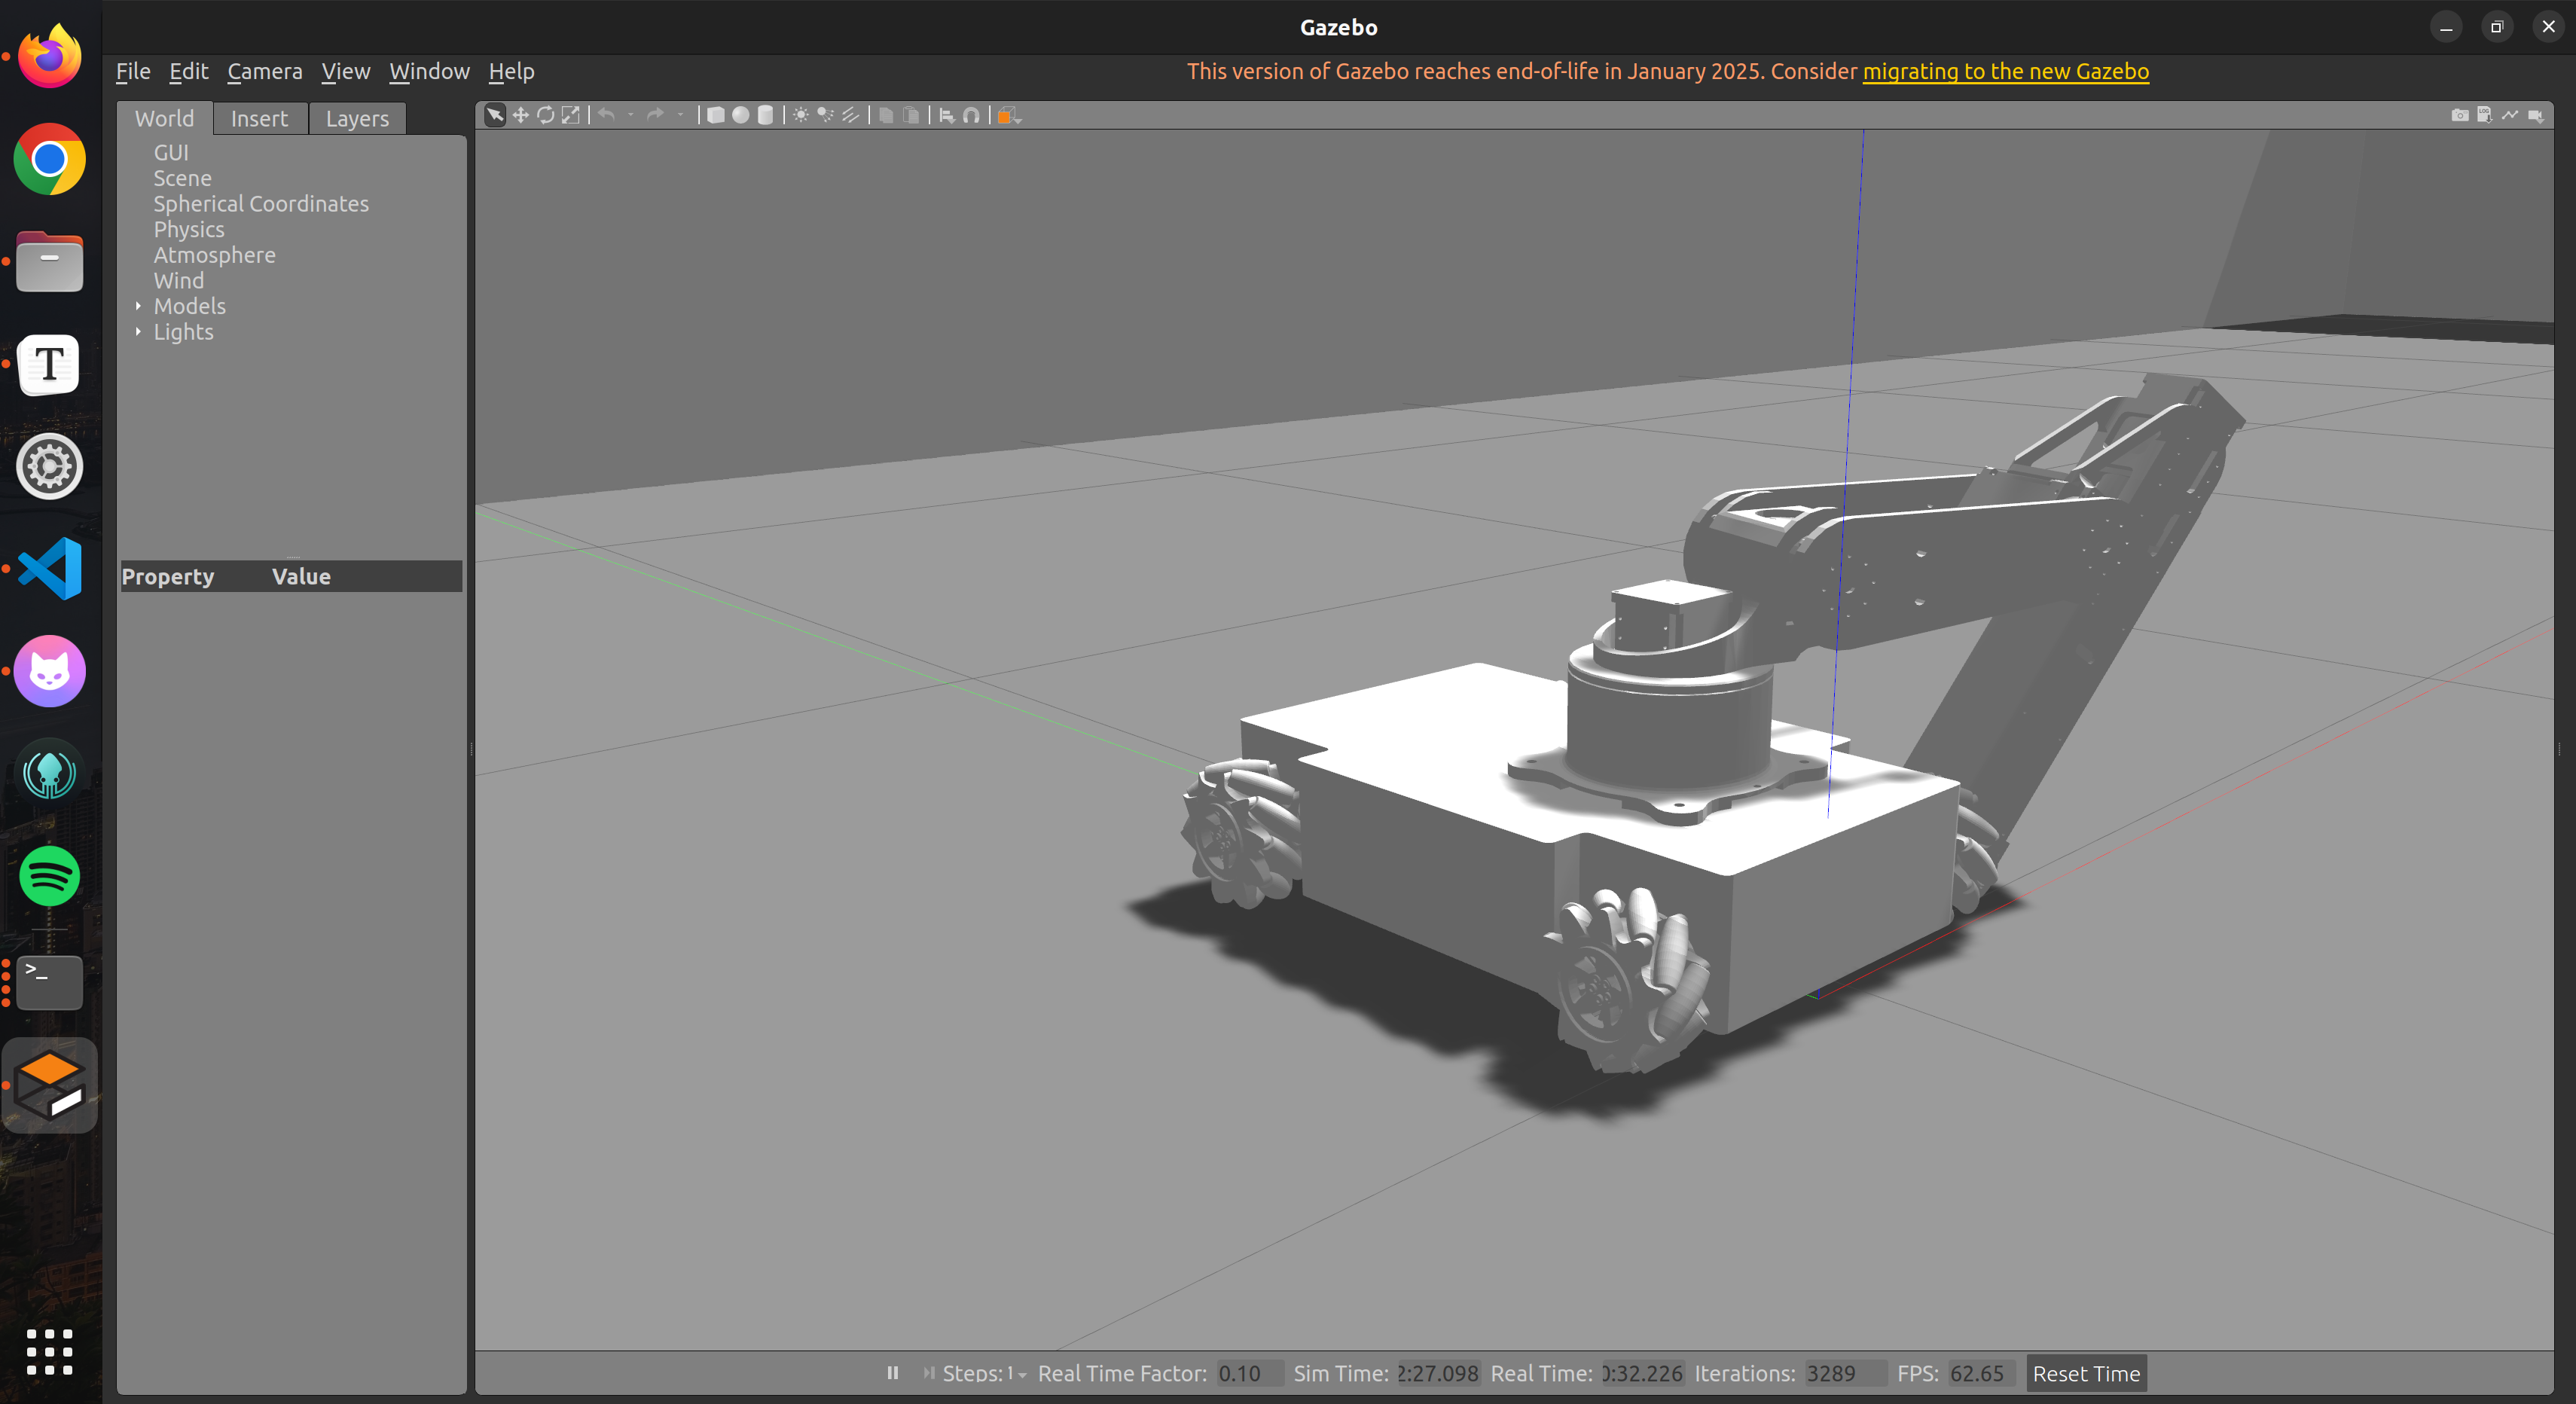 Gazebo
File Edit Camera View Window Help
This version of Gazebo reaches end-of-life in January 2025. Consider migrating to the new Gazebo
World Insert Layers
GUI
Scene
Spherical Coordinates
Physics
Atmosphere
Wind
Models
Lights
Property Value
T
>_
LOG
Steps: 1 Real Time Factor: 0.10 Sim Time: 2:27.098 Real Time: 0:32.226 Iterations: 3289 FPS: 62.65 Reset Time